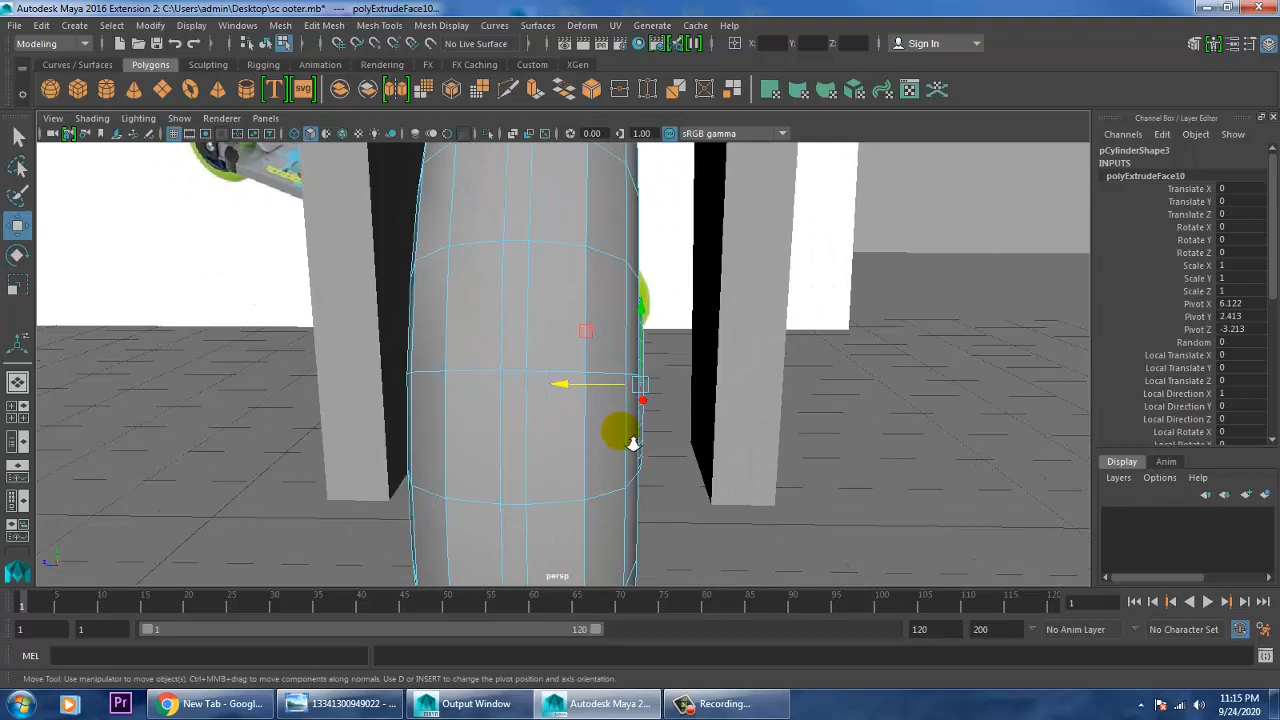 Autodesk Maya 2016 Extension 2: C:\Users\admin\Desktop\sc ooter.mb* --- polyExtrudeFace10...
File Edit Create Select Modify Display Windows Mesh Edit Mesh Mesh Tools Mesh Display Curves Surfaces Deform UV Generate Cache Help
Modeling No Live Surface X: Y: Z: Sign In
Curves / Surfaces Polygons Sculpting Rigging Animation Rendering FX FX Caching Custom XGen
T SVG
View Shading Lighting Show Renderer Panels
0.00 1.00 sRGB gamma
persp
Channel Box / Layer Editor
Channels Edit Object Show
pCylinderShape3
INPUTS
polyExtrudeFace10
Translate X 0
Translate Y 0
Translate Z 0
Rotate X 0
Rotate Y 0
Rotate Z 0
Scale X 1
Scale Y 1
Scale Z 1
Pivot X 6.122
Pivot Y 2.413
Pivot Z -3.213
Random 0
Local Translate X 0
Local Translate Y 0
Local Translate Z 0
Local Direction X 1
Local Direction Y 0
Local Direction Z 0
Local Rotate X 0
Local Rotate Y 0
Display Anim
Layers Options Help
1 5 10 15 20 25 30 35 40 45 50 55 60 65 70 75 80 85 90 95 100 105 110 115 120
1
1 1 1 120 120 200 No Anim Layer No Character Set
MEL
Move Tool: Use manipulator to move object(s). Ctrl+MMB+drag to move components along normals. Use D or INSERT to change the pivot position and axis orientation.
Pr New Tab - Googl... 13341300949022 - ... Output Window Autodesk Maya 2... Recording...
11:15 PM
9/24/2020